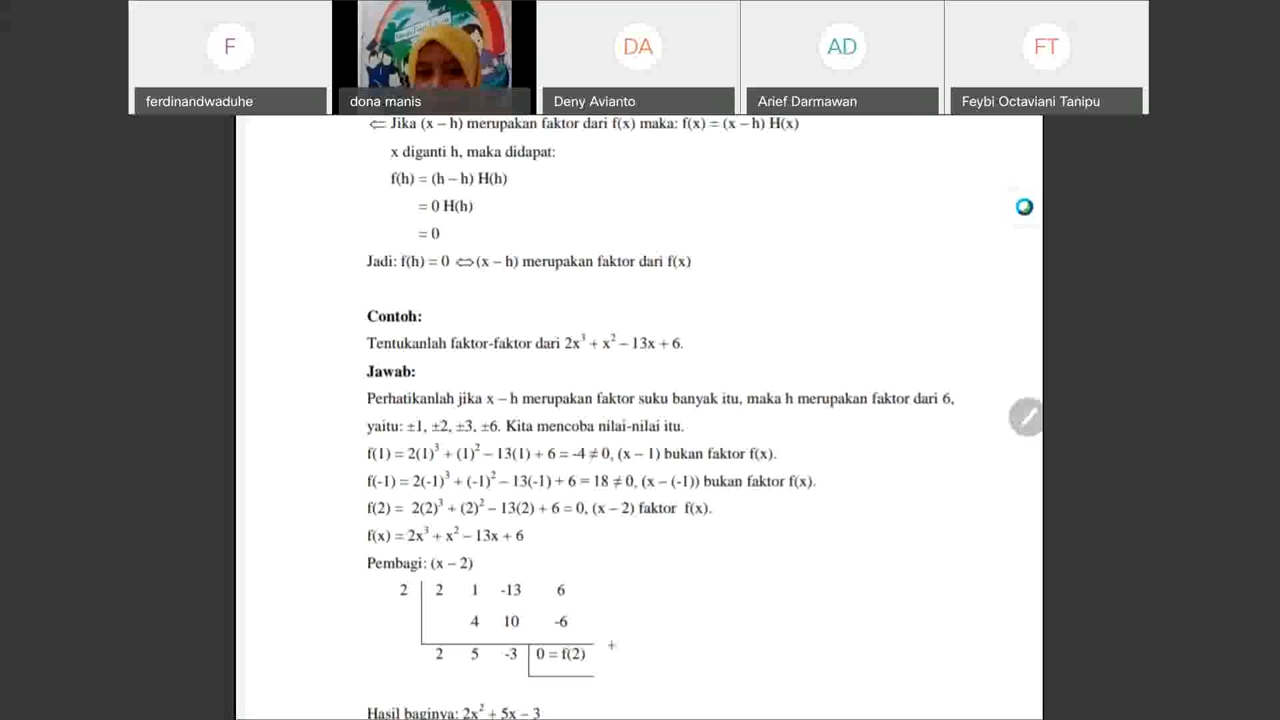 F
DA
AD
FT
ferdinandwaduhe
dona manis
Deny Avianto
Arief Darmawan
Feybi Octaviani Tanipu
⇐ Jika (x – h) merupakan faktor dari f(x) maka: f(x) = (x – h) H(x)
x diganti h, maka didapat:
f(h) = (h – h) H(h)
= 0 H(h)
= 0
Jadi: f(h) = 0 ⇔ (x – h) merupakan faktor dari f(x)
Contoh:
Tentukanlah faktor-faktor dari 2x³ + x² – 13x + 6.
Jawab:
Perhatikanlah jika x – h merupakan faktor suku banyak itu, maka h merupakan faktor dari 6,
yaitu: ±1, ±2, ±3, ±6. Kita mencoba nilai-nilai itu.
f(1) = 2(1)³ + (1)² – 13(1) + 6 = -4 ≠ 0, (x – 1) bukan faktor f(x).
f(-1) = 2(-1)³ + (-1)² – 13(-1) + 6 = 18 ≠ 0, (x – (-1)) bukan faktor f(x).
f(2) = 2(2)³ + (2)² – 13(2) + 6 = 0, (x – 2) faktor f(x).
f(x) = 2x³ + x² – 13x + 6
Pembagi: (x – 2)
2 2 1 -13 6
4 10 -6
+
2 5 -3 0 = f(2)
Hasil baginya: 2x² + 5x – 3